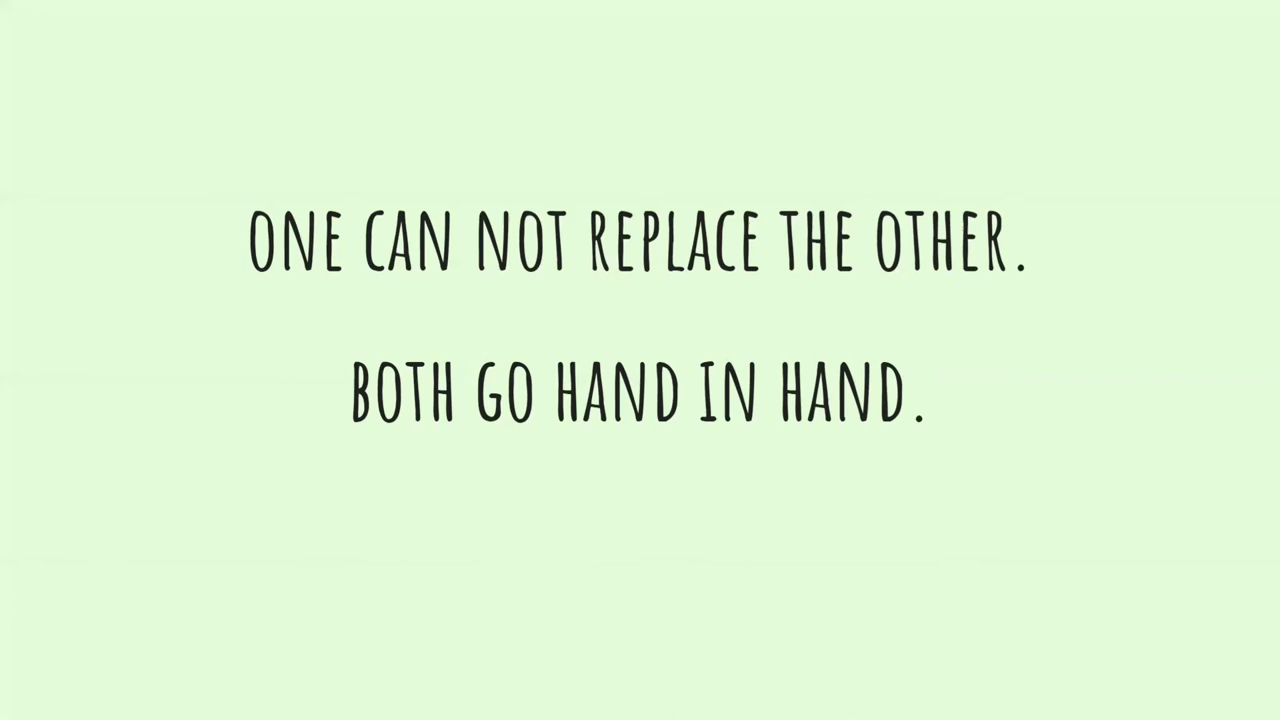 ONE CAN NOT REPLACE THE OTHER.
BOTH GO HAND IN HAND.